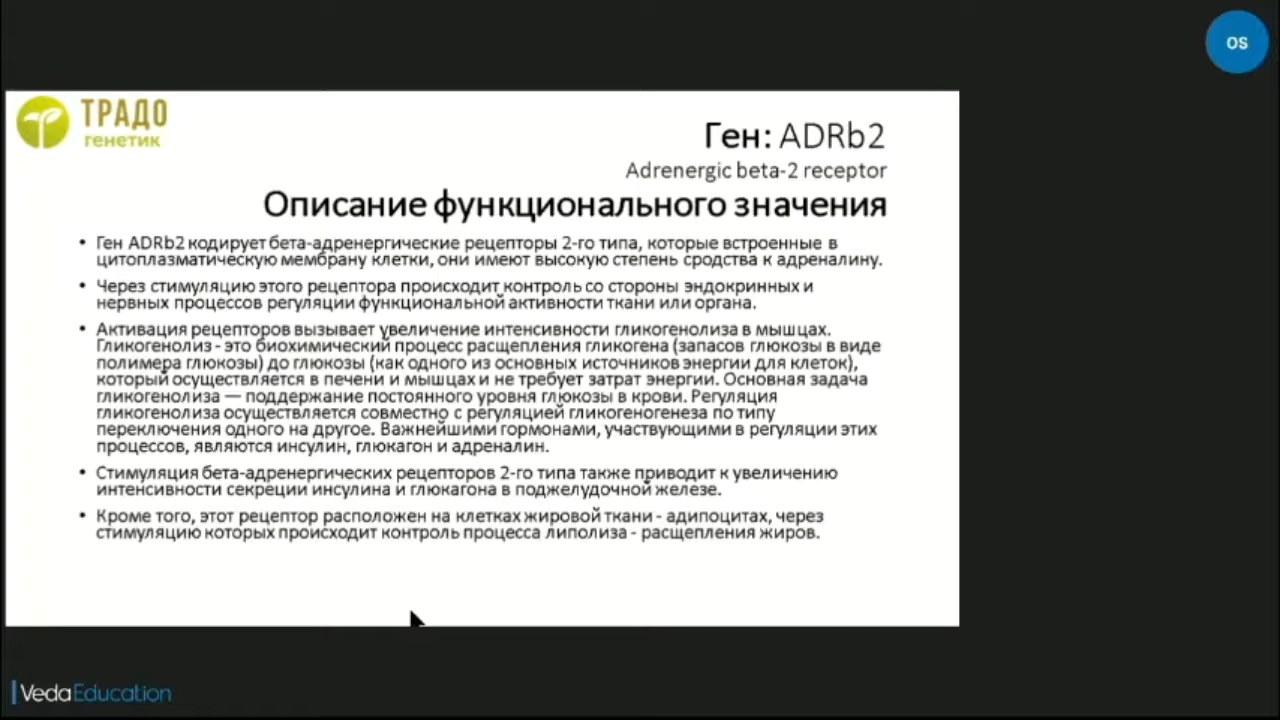 OS
ТРАДО
генетик
Ген: ADRb2
Adrenergic beta-2 receptor
Описание функционального значения
• Ген ADRb2 кодирует бета-адренергические рецепторы 2-го типа, которые встроенные в
цитоплазматическую мембрану клетки, они имеют высокую степень сродства к адреналину.
• Через стимуляцию этого рецептора происходит контроль со стороны эндокринных и
нервных процессов регуляции функциональной активности ткани или органа.
• Активация рецепторов вызывает увеличение интенсивности гликогенолиза в мышцах.
Гликогенолиз - это биохимический процесс расщепления гликогена (запасов глюкозы в виде
полимера глюкозы) до глюкозы (как одного из основных источников энергии для клеток),
который осуществляется в печени и мышцах и не требует затрат энергии. Основная задача
гликогенолиза — поддержание постоянного уровня глюкозы в крови. Регуляция
гликогенолиза осуществляется совместно с регуляцией гликогеногенеза по типу
переключения одного на другое. Важнейшими гормонами, участвующими в регуляции этих
процессов, являются инсулин, глюкагон и адреналин.
• Стимуляция бета-адренергических рецепторов 2-го типа также приводит к увеличению
интенсивности секреции инсулина и глюкагона в поджелудочной железе.
• Кроме того, этот рецептор расположен на клетках жировой ткани - адипоцитах, через
стимуляцию которых происходит контроль процесса липолиза - расщепления жиров.
VedaEducation